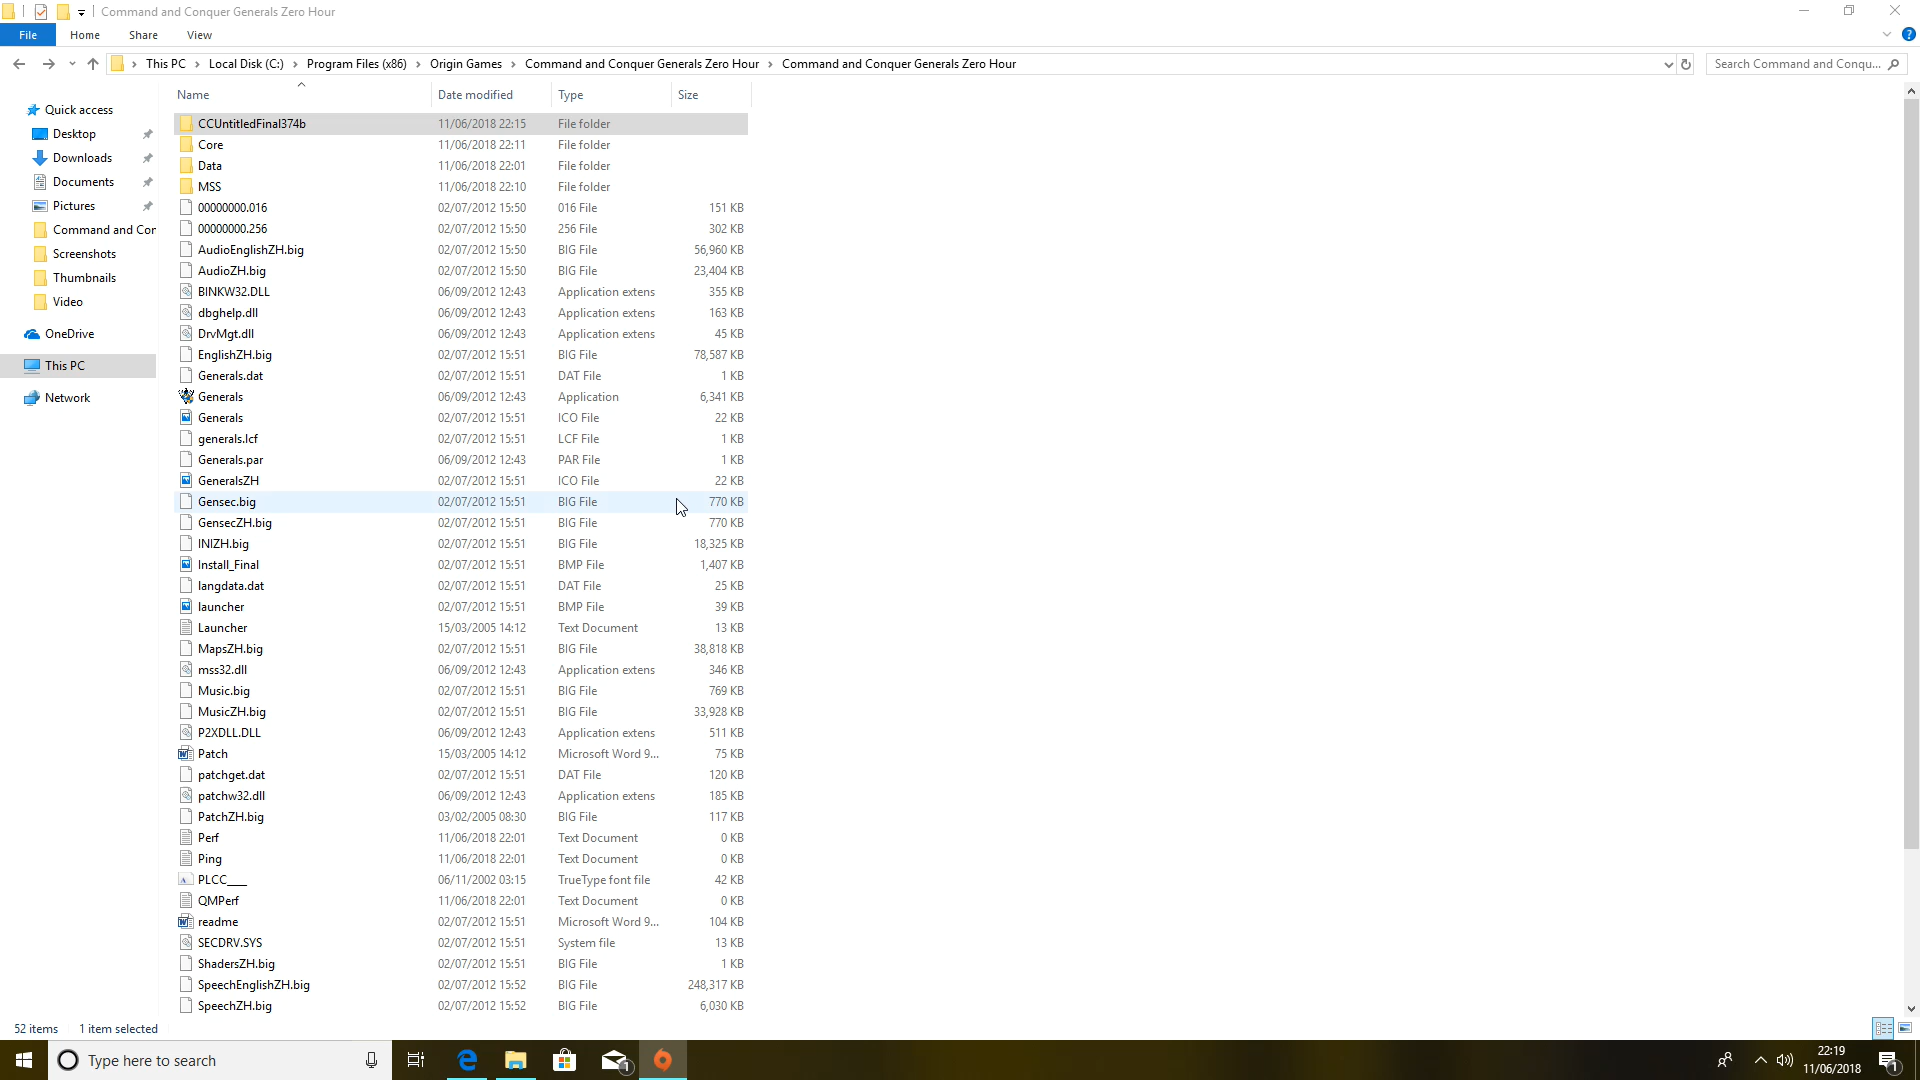 Command and Conquer Generals Zero Hour
File Home Share View
This PC Local Disk (C:) Program Files (x86) Origin Games Command and Conquer Generals Zero Hour Command and Conquer Generals Zero Hour Search Command and Conqu...
Name Date modified Type Size
Quick access
Desktop
Downloads
Documents
Pictures
Command and Cor
Screenshots
Thumbnails
Video
OneDrive
This PC
Network
CCUntitledFinal374b 11/06/2018 22:15 File folder
Core 11/06/2018 22:11 File folder
Data 11/06/2018 22:01 File folder
MSS 11/06/2018 22:10 File folder
00000000.016 02/07/2012 15:50 016 File 151 KB
00000000.256 02/07/2012 15:50 256 File 302 KB
AudioEnglishZH.big 02/07/2012 15:50 BIG File 56,960 KB
AudioZH.big 02/07/2012 15:50 BIG File 23,404 KB
BINKW32.DLL 06/09/2012 12:43 Application extens 355 KB
dbghelp.dll 06/09/2012 12:43 Application extens 163 KB
DrvMgt.dll 06/09/2012 12:43 Application extens 45 KB
EnglishZH.big 02/07/2012 15:51 BIG File 78,587 KB
Generals.dat 02/07/2012 15:51 DAT File 1 KB
Generals 06/09/2012 12:43 Application 6,341 KB
Generals 02/07/2012 15:51 ICO File 22 KB
generals.lcf 02/07/2012 15:51 LCF File 1 KB
Generals.par 06/09/2012 12:43 PAR File 1 KB
GeneralsZH 02/07/2012 15:51 ICO File 22 KB
Gensec.big 02/07/2012 15:51 BIG File 770 KB
GensecZH.big 02/07/2012 15:51 BIG File 770 KB
INIZH.big 02/07/2012 15:51 BIG File 18,325 KB
Install_Final 02/07/2012 15:51 BMP File 1,407 KB
langdata.dat 02/07/2012 15:51 DAT File 25 KB
launcher 02/07/2012 15:51 BMP File 39 KB
Launcher 15/03/2005 14:12 Text Document 13 KB
MapsZH.big 02/07/2012 15:51 BIG File 38,818 KB
mss32.dll 06/09/2012 12:43 Application extens 346 KB
Music.big 02/07/2012 15:51 BIG File 769 KB
MusicZH.big 02/07/2012 15:51 BIG File 33,928 KB
P2XDLL.DLL 06/09/2012 12:43 Application extens 511 KB
Patch 15/03/2005 14:12 Microsoft Word 9... 75 KB
patchget.dat 02/07/2012 15:51 DAT File 120 KB
patchw32.dll 06/09/2012 12:43 Application extens 185 KB
PatchZH.big 03/02/2005 08:30 BIG File 117 KB
Perf 11/06/2018 22:01 Text Document 0 KB
Ping 11/06/2018 22:01 Text Document 0 KB
PLCC____ 06/11/2002 03:15 TrueType font file 42 KB
QMPerf 11/06/2018 22:01 Text Document 0 KB
readme 02/07/2012 15:51 Microsoft Word 9... 104 KB
SECDRV.SYS 02/07/2012 15:51 System file 13 KB
ShadersZH.big 02/07/2012 15:51 BIG File 1 KB
SpeechEnglishZH.big 02/07/2012 15:52 BIG File 248,317 KB
SpeechZH.big 02/07/2012 15:52 BIG File 6,030 KB
52 items 1 item selected
Type here to search 1 22:19 1
11/06/2018